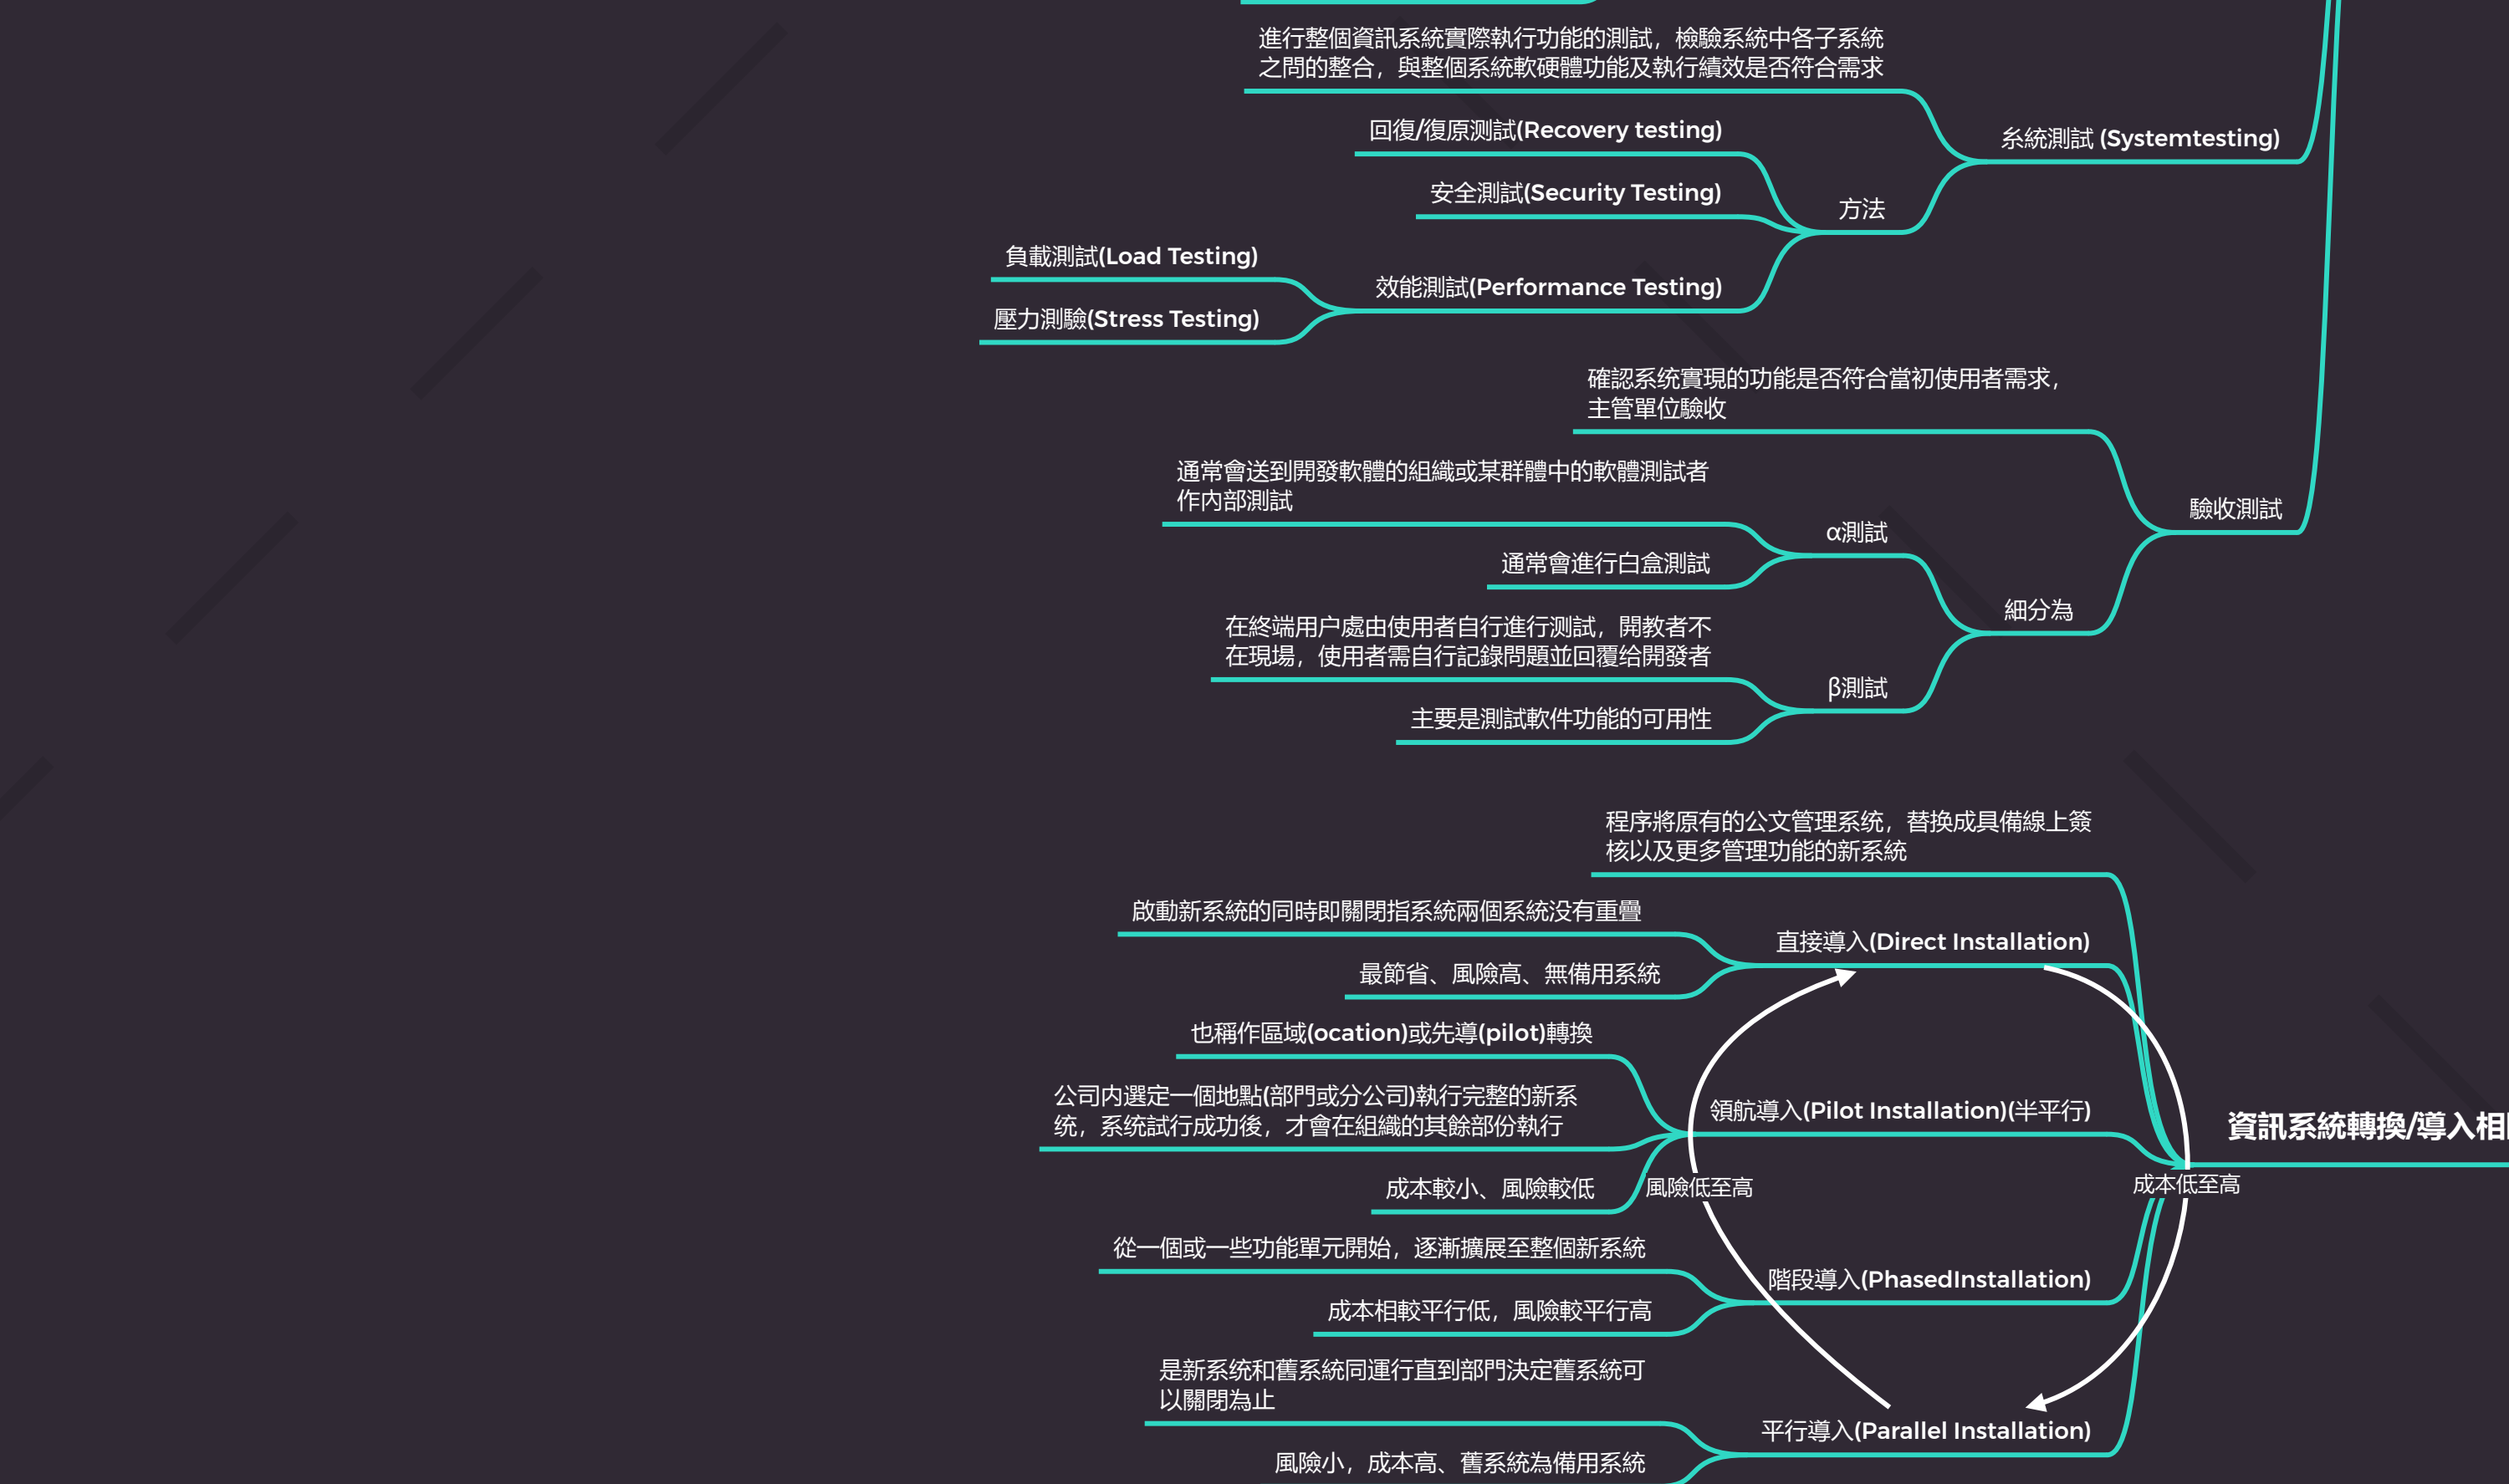 進行整個資訊系統實際執行功能的測試，檢驗系統中各子系統
之問的整合，與整個系統軟硬體功能及執行績效是否符合需求
回復/復原測試(Recovery testing)
系統測試 (Systemtesting)
安全測試(Security Testing)
方法
負載測試(Load Testing)
效能測試(Performance Testing)
壓力測驗(Stress Testing)
確認系統實現的功能是否符合當初使用者需求，
主管單位驗收
通常會送到開發軟體的組織或某群體中的軟體測試者
作內部測試
驗收測試
α測試
通常會進行白盒測試
細分為
在終端用户處由使用者自行進行測試，開教者不
在現場，使用者需自行記錄問題並回覆给開發者
β測試
主要是測試軟件功能的可用性
程序將原有的公文管理系統，替換成具備線上簽
核以及更多管理功能的新系統
啟動新系統的同時即關閉指系統兩個系統没有重疊
直接導入(Direct Installation)
最節省、風險高、無備用系統
也稱作區域(ocation)或先導(pilot)轉換
公司内選定一個地點(部門或分公司)執行完整的新系
統，系统試行成功後，才會在組織的其餘部份執行
領航導入(Pilot Installation)(半平行)
資訊系統轉換/導入相
成本較小、風險較低
風險低至高
成本低至高
從一個或一些功能單元開始，逐漸擴展至整個新系統
階段導入(PhasedInstallation)
成本相較平行低，風險較平行高
是新系统和舊系統同運行直到部門決定舊系統可
以關閉為止
平行導入(Parallel Installation)
風險小，成本高、舊系統為備用系統